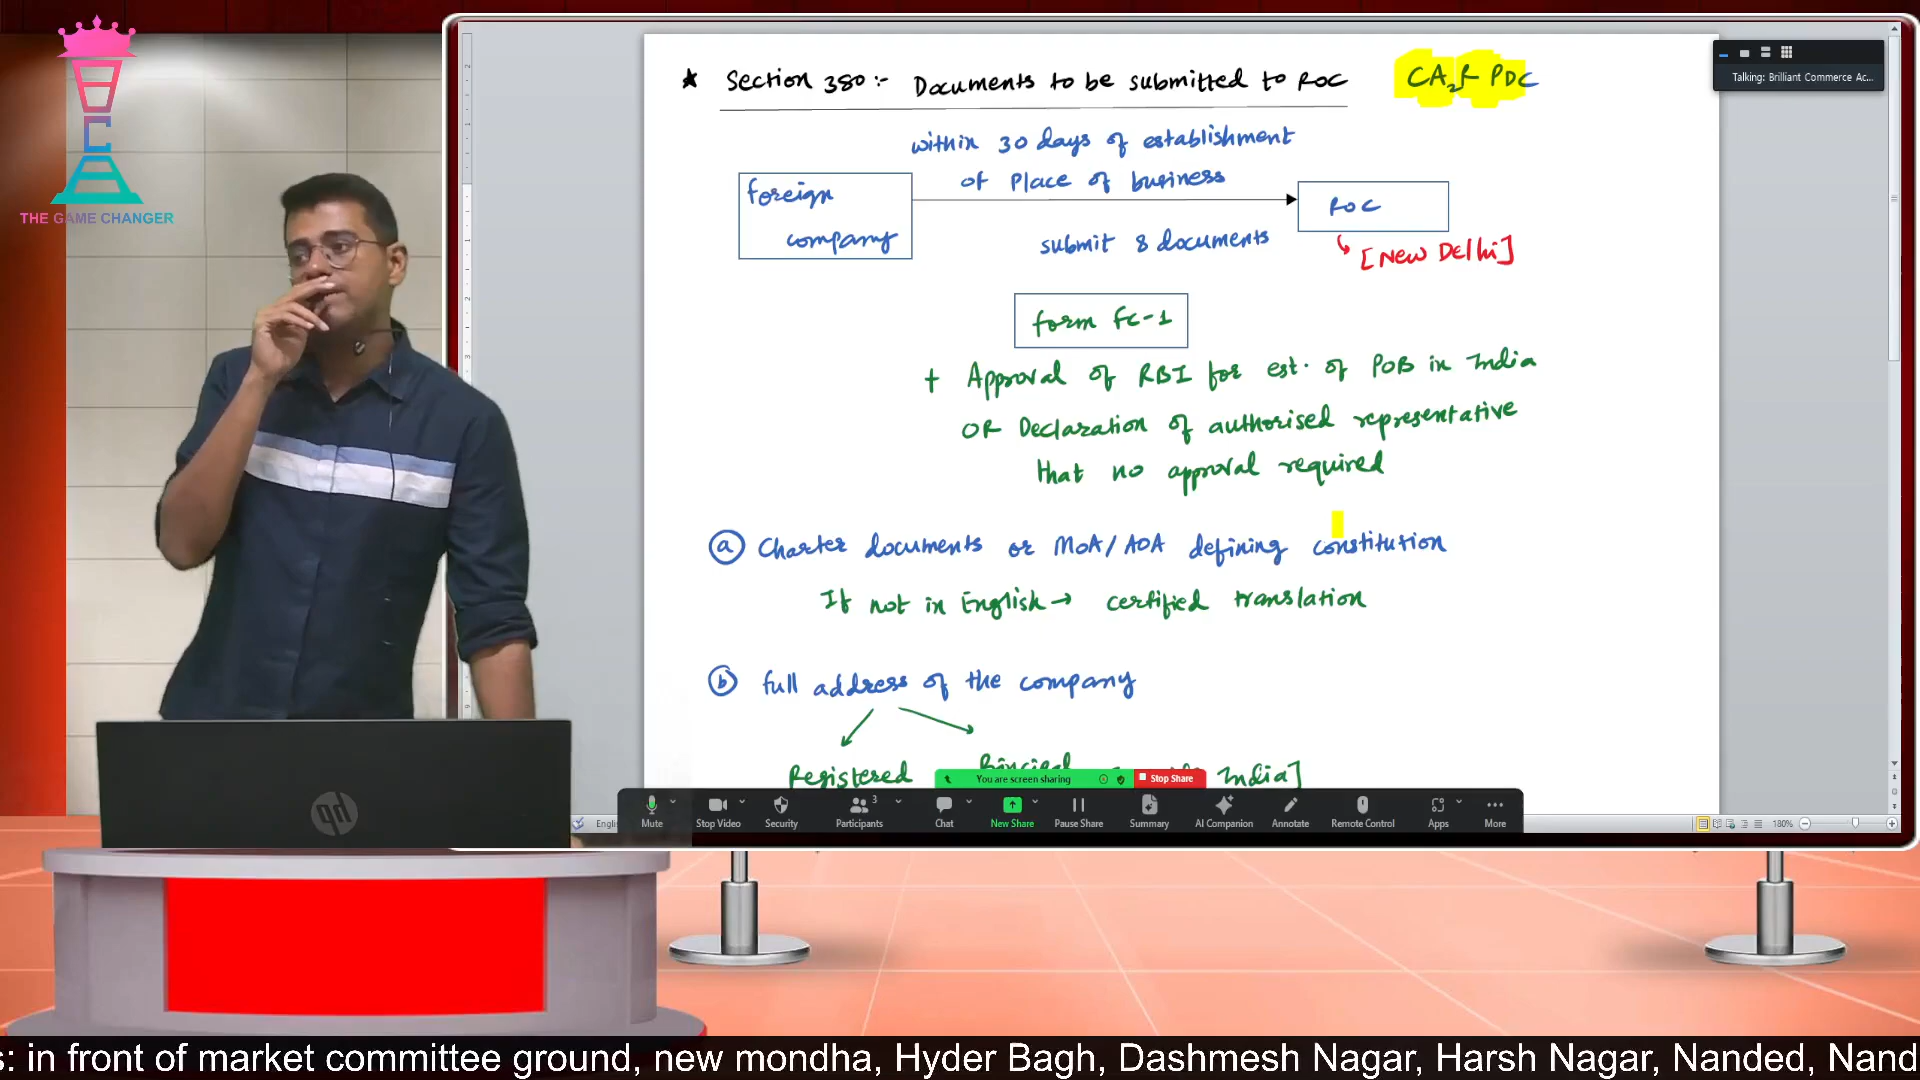 THE GAME CHANGER
★ Section 380:- Documents to be submitted to ROC
CA2R PDC
Talking: Brilliant Commerce Ac...
within 30 days of establishment
of Place of business
foreign
company
ROC
submit 8 documents
[New Delhi]
form FC-1
+ Approval of RBI for est. of POB in India
OR Declaration of authorised representative
that no approval required
(a) Charter documents or MOA/AOA defining constitution
If not in English → certified translation
(b) full address of the company
Registered
India]
You are screen sharing
Stop Share
Mute
Stop Video
Security
Participants
3
Chat
New Share
Pause Share
Summary
AI Companion
Annotate
Remote Control
Apps
More
Engli
180%
hp
s: in front of market committee ground, new mondha, Hyder Bagh, Dashmesh Nagar, Harsh Nagar, Nanded, Nand